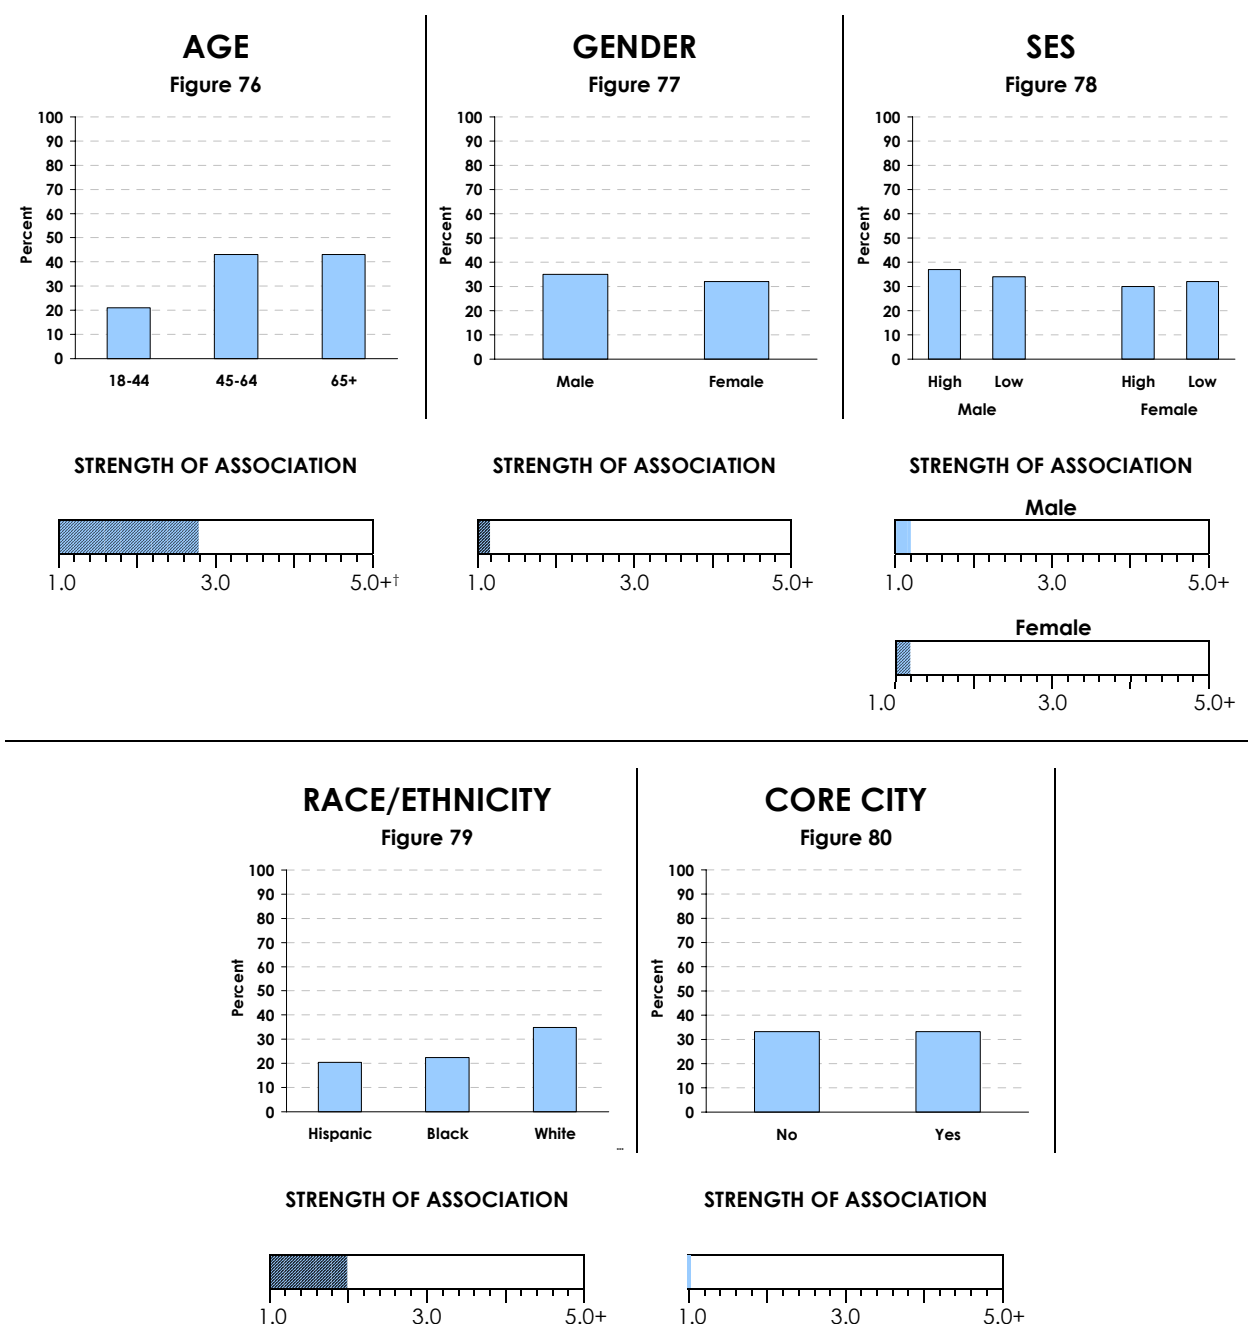 AGE
Figure 76
100
90
80
70
60
50
40
30
20
10
0
Percent
18-44 45-64 65+
GENDER
Figure 77
100
90
80
70
60
50
40
30
20
10
0
Percent
Male Female
SES
Figure 78
100
90
80
70
60
50
40
30
20
10
0
Percent
High Low High Low
Male Female
STRENGTH OF ASSOCIATION
1.0 3.0 5.0+†
STRENGTH OF ASSOCIATION
1.0 3.0 5.0+
STRENGTH OF ASSOCIATION
Male
1.0 3.0 5.0+
Female
1.0 3.0 5.0+
RACE/ETHNICITY
Figure 79
100
90
80
70
60
50
40
30
20
10
0
Percent
Hispanic Black White
CORE CITY
Figure 80
100
90
80
70
60
50
40
30
20
10
0
Percent
No Yes
STRENGTH OF ASSOCIATION
1.0 3.0 5.0+
STRENGTH OF ASSOCIATION
1.0 3.0 5.0+